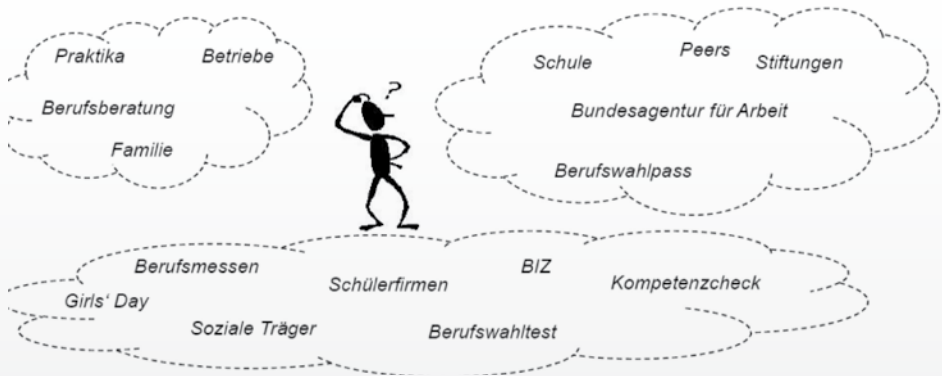 Praktika Betriebe
Berufsberatung
Familie
?
Peers
Schule Stiftungen
Bundesagentur für Arbeit
Berufswahlpass
Berufsmessen BIZ
Schülerfirmen Kompetenzcheck
Girls‘ Day
Soziale Träger Berufswahltest